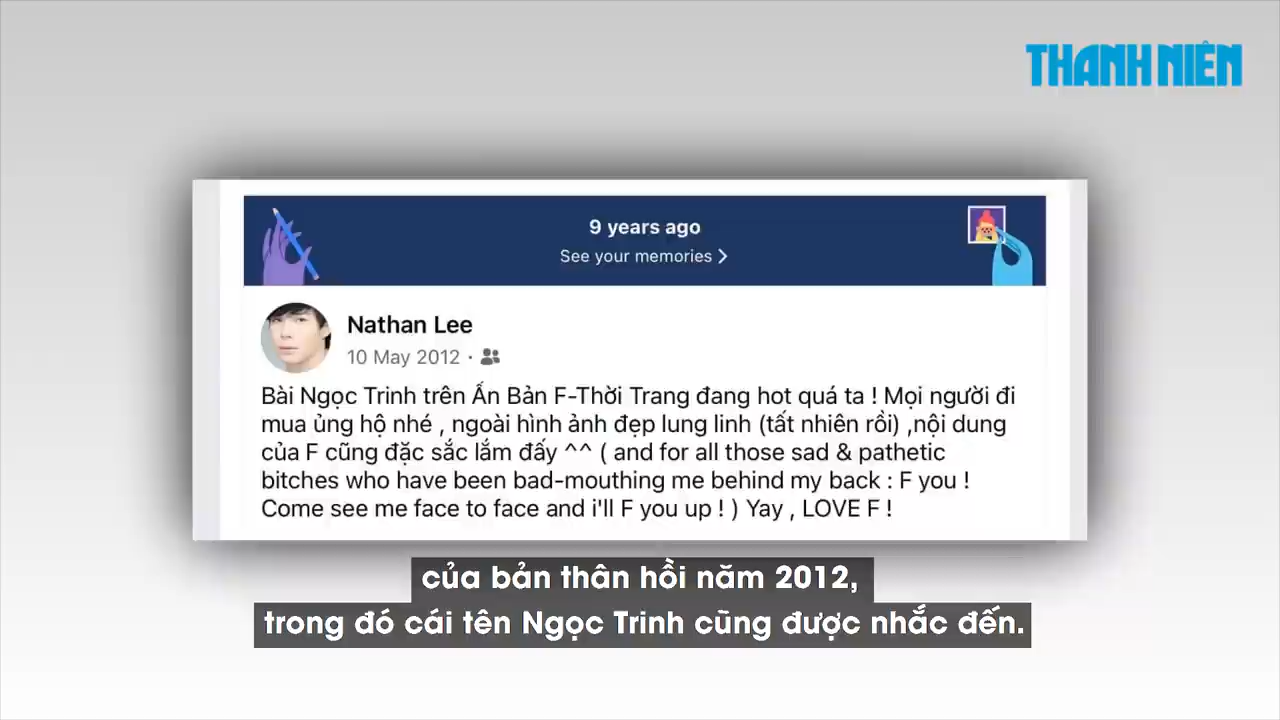 THANH NIÊN
9 years ago
See your memories
Nathan Lee
10 May 2012 ·
Bài Ngọc Trinh trên Ấn Bản F-Thời Trang đang hot quá ta ! Mọi người đi
mua ủng hộ nhé , ngoài hình ảnh đẹp lung linh (tất nhiên rồi) ,nội dung
của F cũng đặc sắc lắm đấy ^^ ( and for all those sad & pathetic
bitches who have been bad-mouthing me behind my back : F you !
Come see me face to face and i'll F you up ! ) Yay , LOVE F !
của bản thân hồi năm 2012,
trong đó cái tên Ngọc Trinh cũng được nhắc đến.